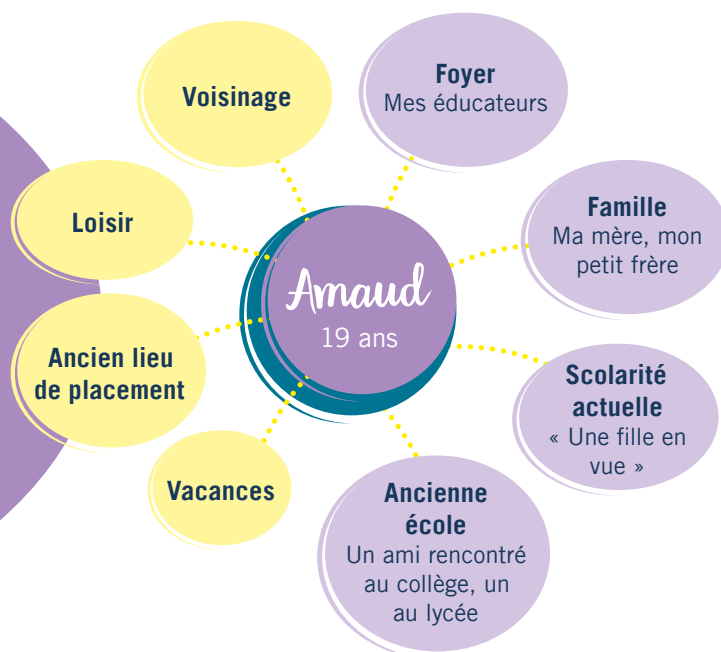 Voisinage
Foyer
Mes éducateurs
Loisir
Famille
Ma mère, mon
petit frère
Arnaud
19 ans
Ancien lieu
de placement
Scolarité
actuelle
« Une fille en
vue »
Vacances
Ancienne
école
Un ami rencontré
au collège, un
au lycée